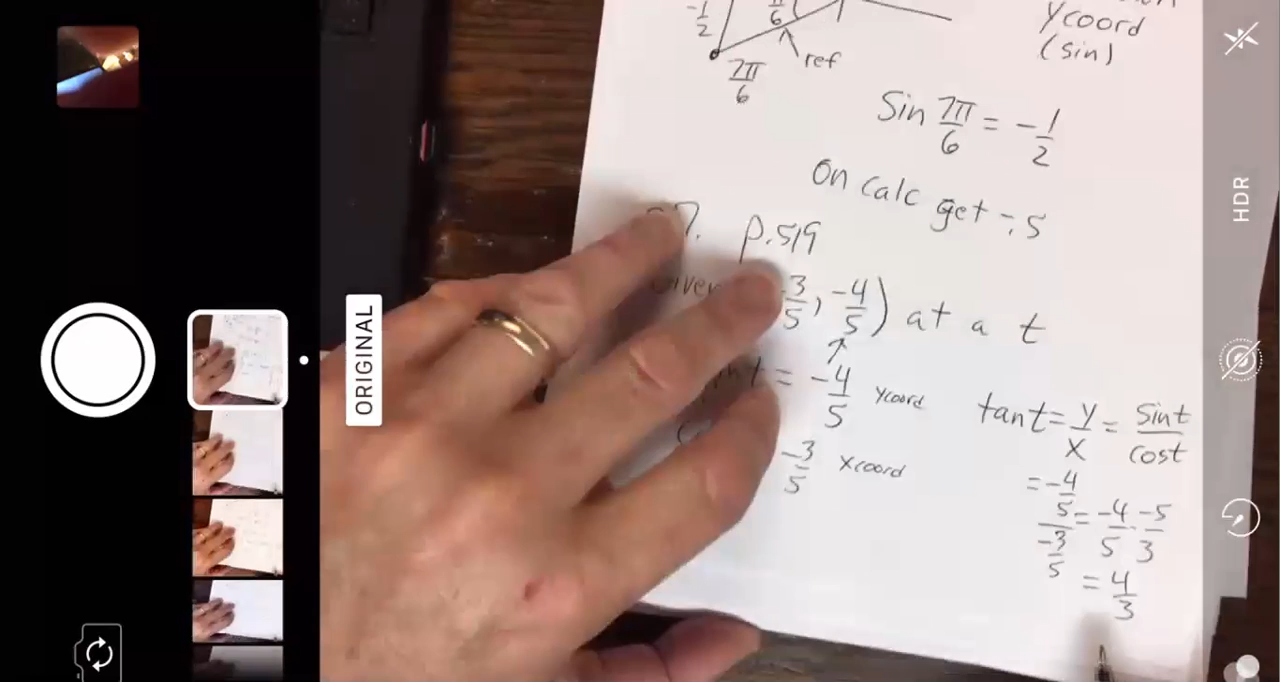 -1/2
π/6
ref
7π/6
ycoord
(sin)
Sin 7π/6 = -1/2
On calc get -.5
7. p.519
-3/5, -4/5) at a t
t = -4/5 ycoord
-3/5 xcoord
tan t = y/x = sin t/cos t
= -4/5 / -3/5 = -4/5 · -5/3
= 4/3
ORIGINAL
HDR